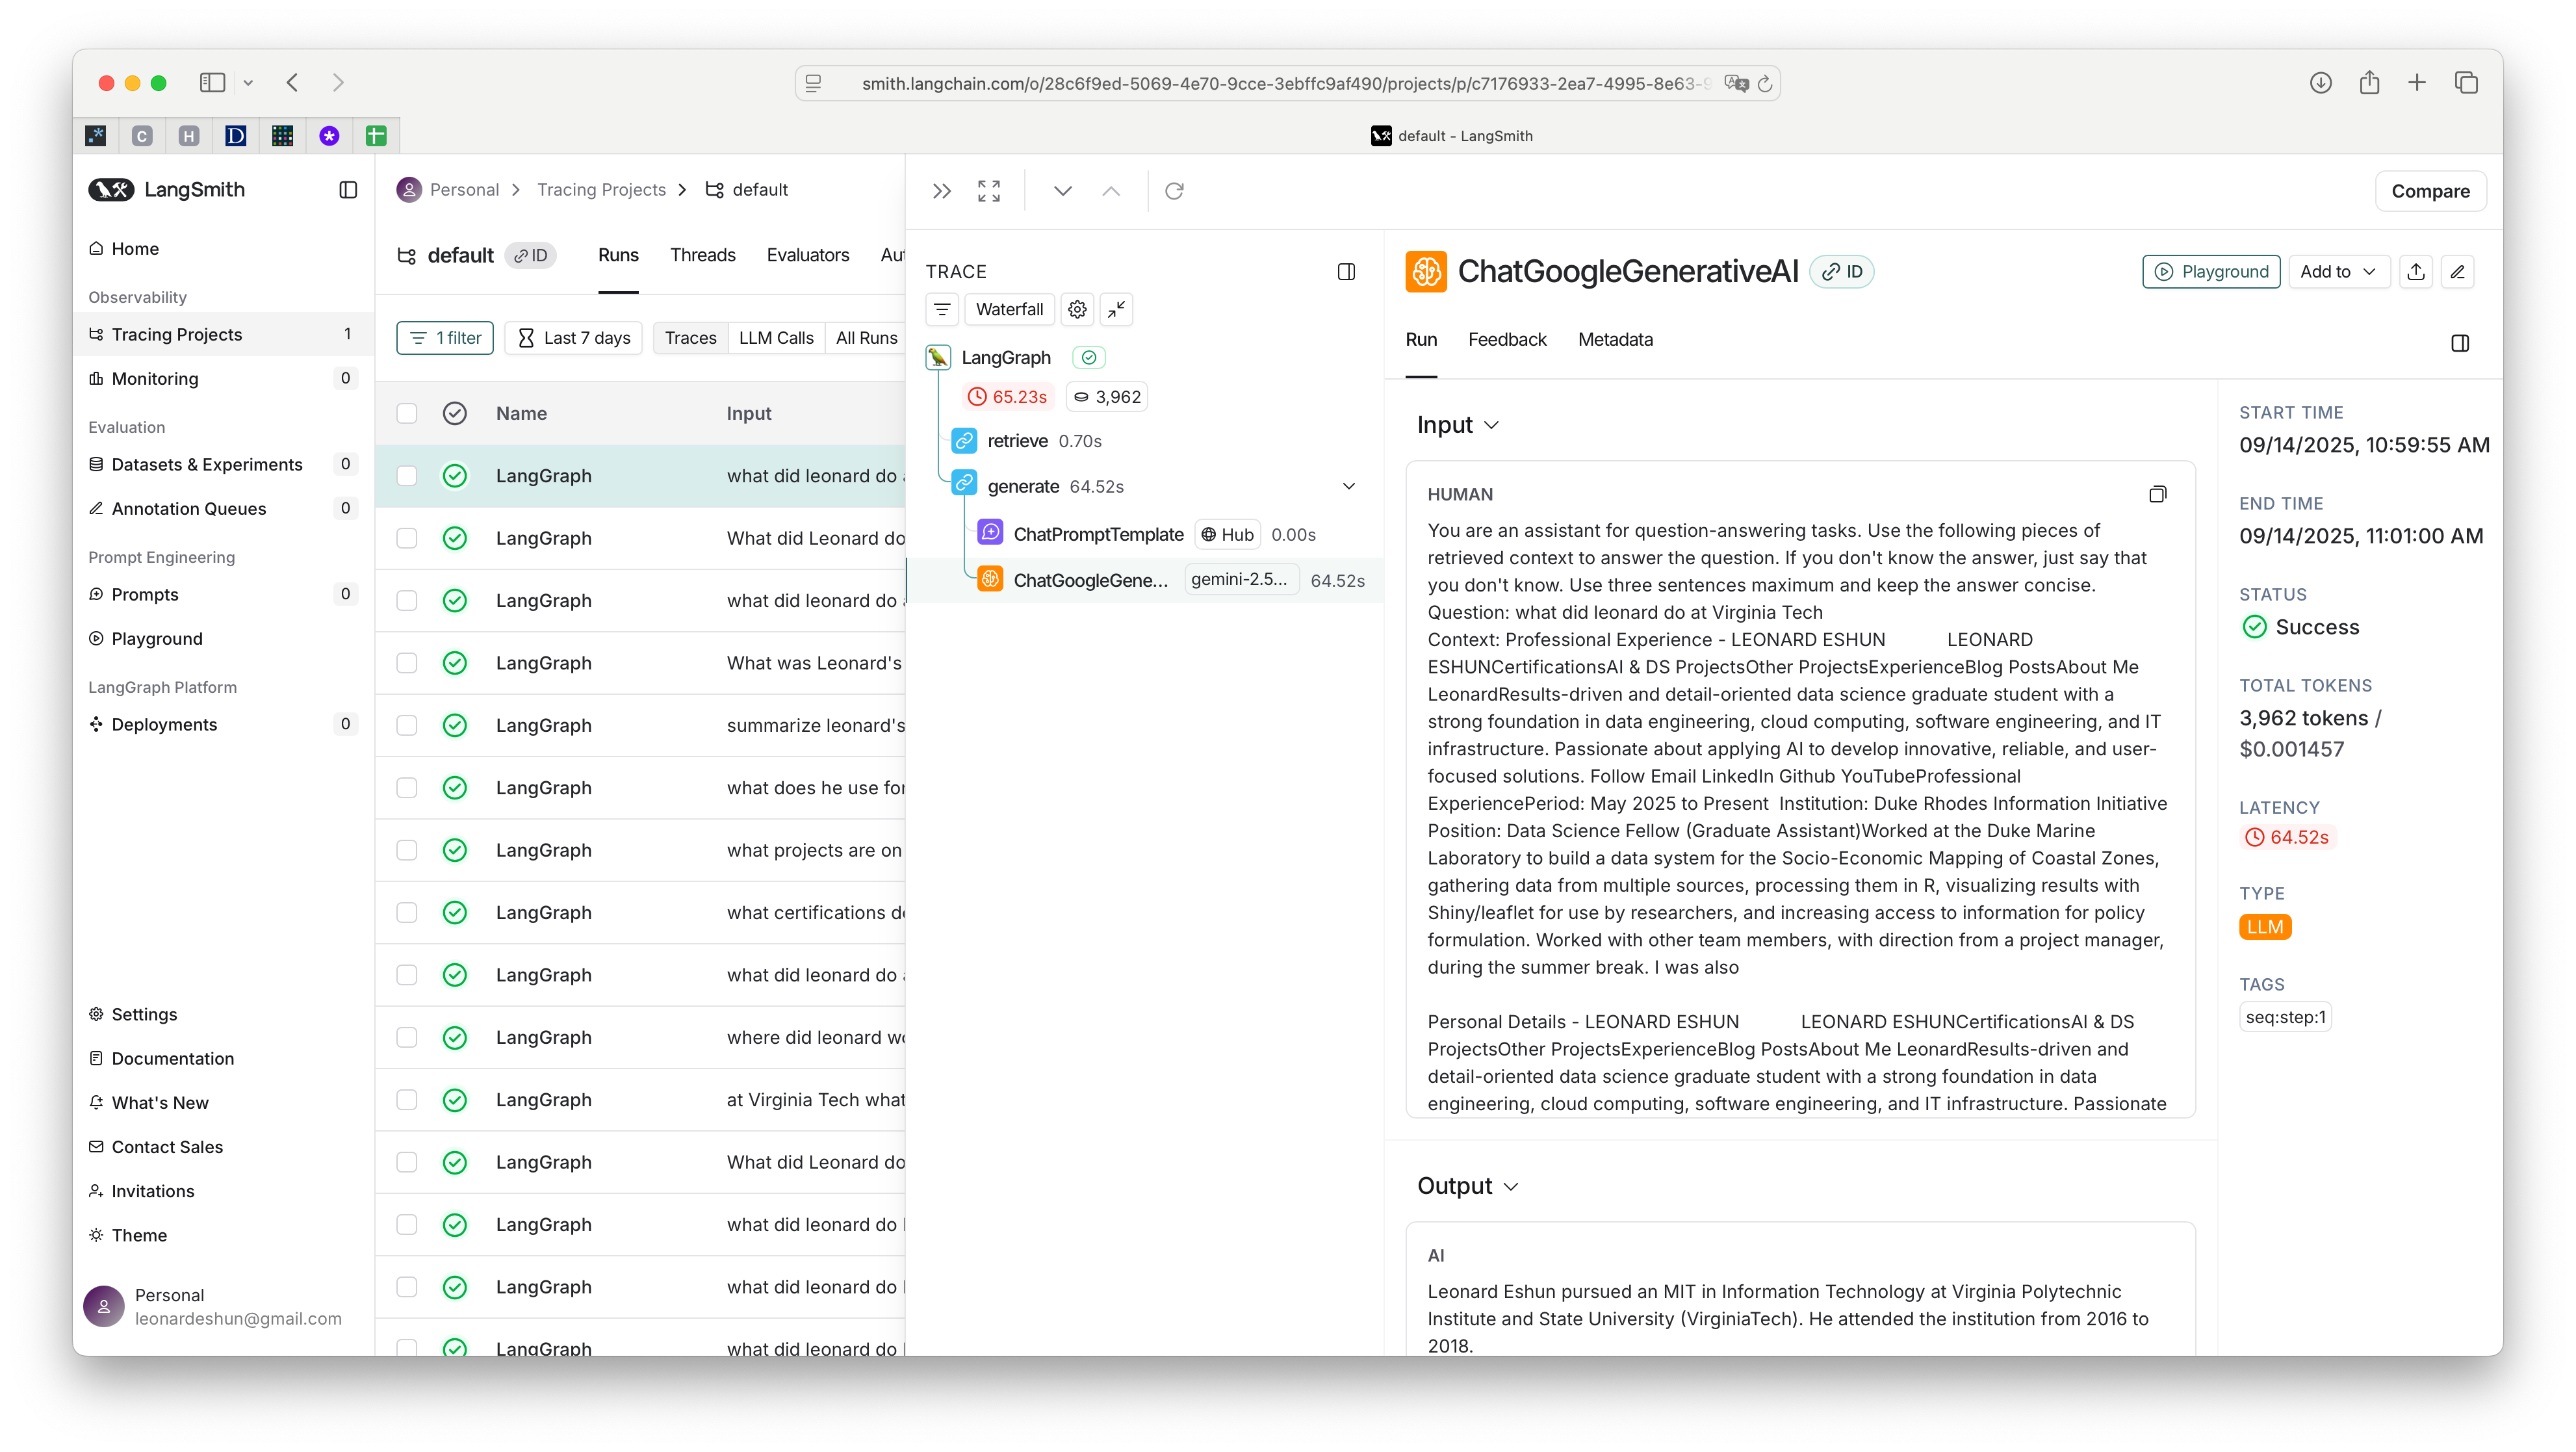 smith.langchain.com/o/28c6f9ed-5069-4e70-9cce-3ebffc9af490/projects/p/c7176933-2ea7-4995-8e63-9
C
H
D
default - LangSmith
LangSmith
Home
Observability
Tracing Projects 1
Monitoring 0
Evaluation
Datasets & Experiments 0
Annotation Queues 0
Prompt Engineering
Prompts 0
Playground
LangGraph Platform
Deployments 0
Settings
Documentation
What's New
Contact Sales
Invitations
Theme
Personal
leonardeshun@gmail.com
Personal > Tracing Projects > default
default ID Runs Threads Evaluators
1 filter Last 7 days Traces LLM Calls All Runs
Name Input
LangGraph what did leonard do
LangGraph What did Leonard do
LangGraph what did leonard do
LangGraph What was Leonard's
LangGraph summarize leonard's
LangGraph what does he use for
LangGraph what projects are on
LangGraph what certifications
LangGraph what did leonard do
LangGraph where did leonard
LangGraph at Virginia Tech what
LangGraph What did Leonard do
LangGraph what did leonard do
LangGraph what did leonard do
LangGraph what did leonard do
Compare
TRACE
Waterfall
LangGraph
65.23s 3,962
retrieve 0.70s
generate 64.52s
ChatPromptTemplate Hub 0.00s
ChatGoogleGene... gemini-2.5... 64.52s
ChatGoogleGenerativeAI ID Playground Add to
Run Feedback Metadata
Input
HUMAN
You are an assistant for question-answering tasks. Use the following pieces of
retrieved context to answer the question. If you don't know the answer, just say that
you don't know. Use three sentences maximum and keep the answer concise.
Question: what did leonard do at Virginia Tech
Context: Professional Experience - LEONARD ESHUN LEONARD
ESHUNCertificationsAI & DS ProjectsOther ProjectsExperienceBlog PostsAbout Me
LeonardResults-driven and detail-oriented data science graduate student with a
strong foundation in data engineering, cloud computing, software engineering, and IT
infrastructure. Passionate about applying AI to develop innovative, reliable, and user-
focused solutions. Follow Email LinkedIn Github YouTubeProfessional
ExperiencePeriod: May 2025 to Present Institution: Duke Rhodes Information Initiative
Position: Data Science Fellow (Graduate Assistant)Worked at the Duke Marine
Laboratory to build a data system for the Socio-Economic Mapping of Coastal Zones,
gathering data from multiple sources, processing them in R, visualizing results with
Shiny/leaflet for use by researchers, and increasing access to information for policy
formulation. Worked with other team members, with direction from a project manager,
during the summer break. I was also
Personal Details - LEONARD ESHUN LEONARD ESHUNCertificationsAI & DS
ProjectsOther ProjectsExperienceBlog PostsAbout Me LeonardResults-driven and
detail-oriented data science graduate student with a strong foundation in data
engineering, cloud computing, software engineering, and IT infrastructure. Passionate
Output
AI
Leonard Eshun pursued an MIT in Information Technology at Virginia Polytechnic
Institute and State University (VirginiaTech). He attended the institution from 2016 to
2018.
START TIME
09/14/2025, 10:59:55 AM
END TIME
09/14/2025, 11:01:00 AM
STATUS
Success
TOTAL TOKENS
3,962 tokens /
$0.001457
LATENCY
64.52s
TYPE
LLM
TAGS
seq:step:1